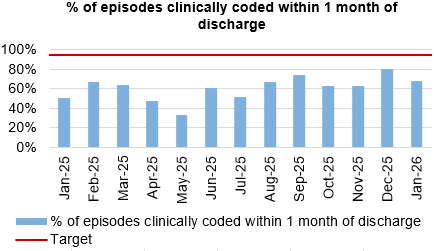 % of episodes clinically coded within 1 month of
discharge
100%
80%
60%
40%
20%
0%
Jan-25
Feb-25
Mar-25
Apr-25
May-25
Jun-25
Jul-25
Aug-25
Sep-25
Oct-25
Nov-25
Dec-25
Jan-26
% of episodes clinically coded within 1 month of discharge
Target